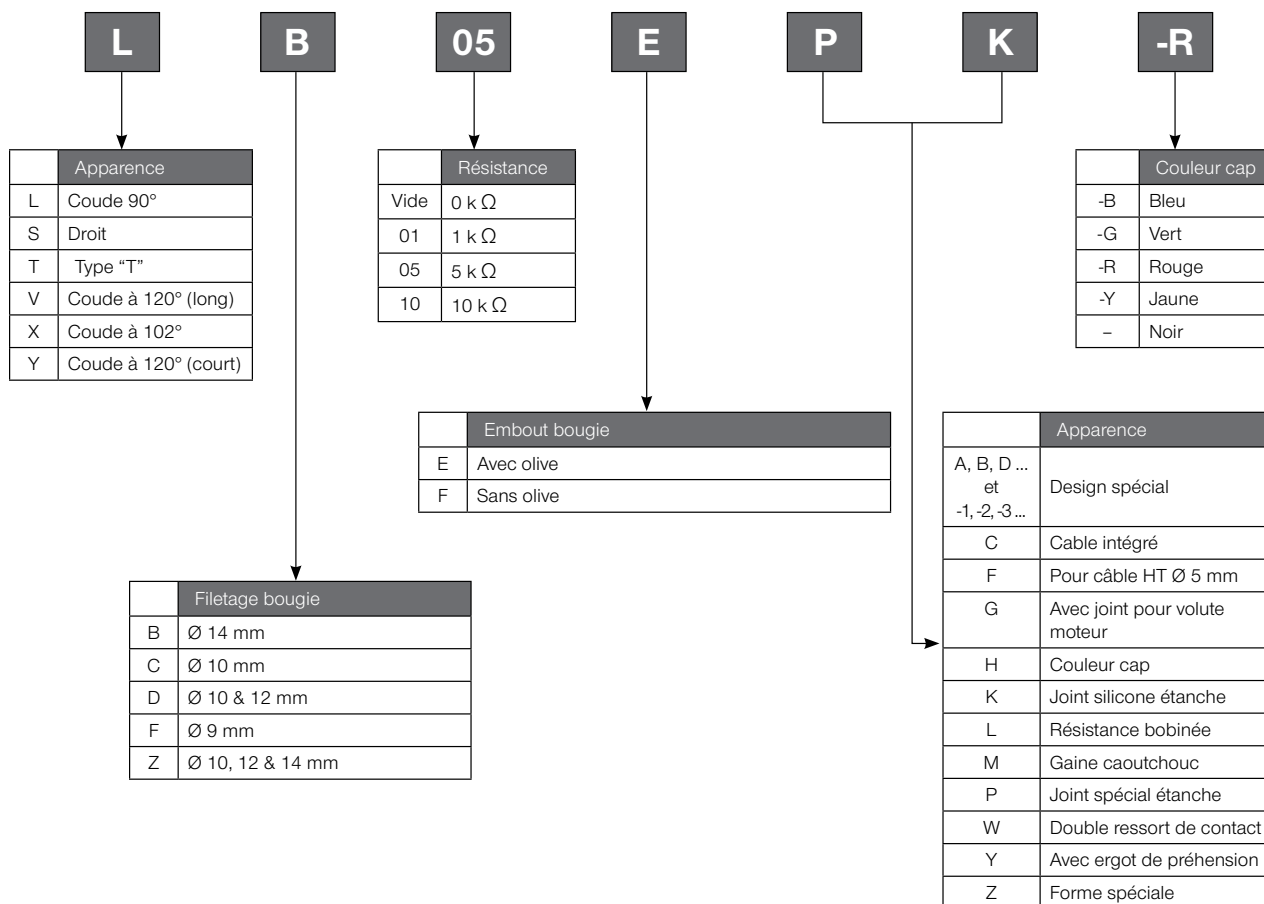 L B 05 E P K -R
Apparence
L Coude 90°
S Droit
T Type “T”
V Coude à 120° (long)
X Coude à 102°
Y Coude à 120° (court)
Résistance
Vide 0 k Ω
01 1 k Ω
05 5 k Ω
10 10 k Ω
Couleur cap
-B Bleu
-G Vert
-R Rouge
-Y Jaune
– Noir
Embout bougie
E Avec olive
F Sans olive
Filetage bougie
B Ø 14 mm
C Ø 10 mm
D Ø 10 & 12 mm
F Ø 9 mm
Z Ø 10, 12 & 14 mm
Apparence
A, B, D ...
et
-1, -2, -3 ...
Design spécial
C Cable intégré
F Pour câble HT Ø 5 mm
G Avec joint pour volute
moteur
H Couleur cap
K Joint silicone étanche
L Résistance bobinée
M Gaine caoutchouc
P Joint spécial étanche
W Double ressort de contact
Y Avec ergot de préhension
Z Forme spéciale